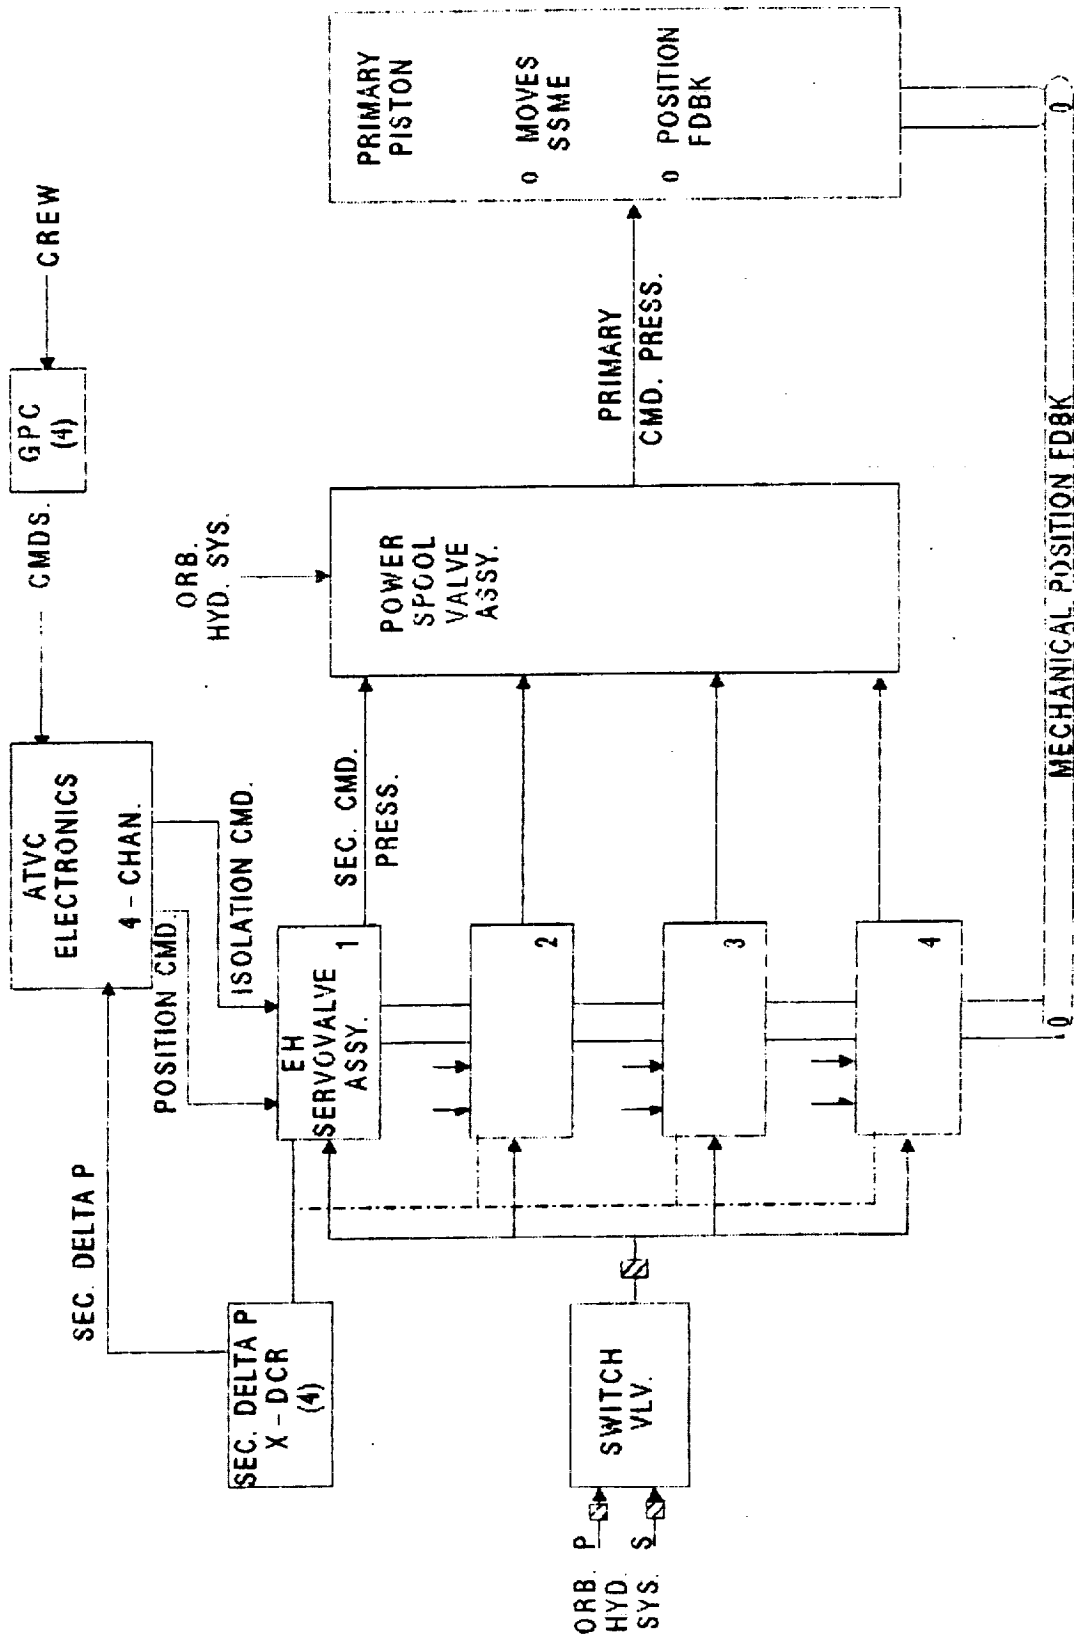 CREW
GPC
(4)
CMDS.
ATVC
ELECTRONICS
4 - CHAN.
SEC. DELTA P
POSITION CMD.
ISOLATION CMD.
SEC. DELTA P
X - DCR
(4)
EH
SERVOVALVE
ASSY.
1
2
3
4
SEC. CMD.
PRESS.
ORB.
HYD. SYS.
POWER
SPOOL
VALVE
ASSY.
PRIMARY
CMD. PRESS.
PRIMARY
PISTON
O MOVES
SSME
O POSITION
FDBK
SWITCH
VLV.
ORB. P
HYD.
SYS. S
MECHANICAL POSITION FDBK